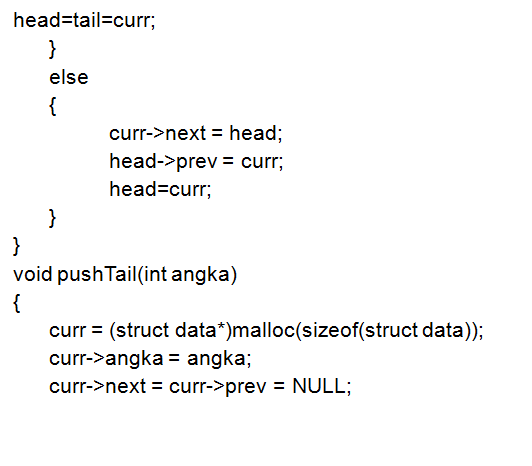 head=tail=curr;
}
else
{
curr->next = head;
head->prev = curr;
head=curr;
}
}
void pushTail(int angka)
{
curr = (struct data*)malloc(sizeof(struct data));
curr->angka = angka;
curr->next = curr->prev = NULL;